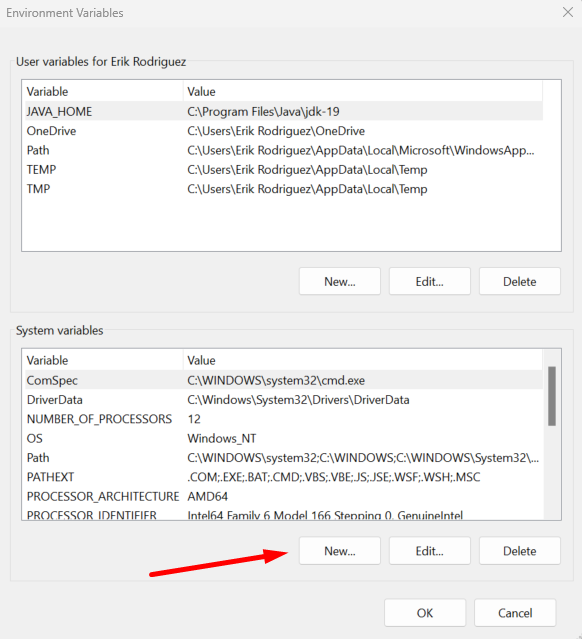 Environment Variables
User variables for Erik Rodriguez
Variable Value
JAVA_HOME C:\Program Files\Java\jdk-19
OneDrive C:\Users\Erik Rodriguez\OneDrive
Path C:\Users\Erik Rodriguez\AppData\Local\Microsoft\WindowsApp...
TEMP C:\Users\Erik Rodriguez\AppData\Local\Temp
TMP C:\Users\Erik Rodriguez\AppData\Local\Temp
New... Edit... Delete
System variables
Variable Value
ComSpec C:\WINDOWS\system32\cmd.exe
DriverData C:\Windows\System32\Drivers\DriverData
NUMBER_OF_PROCESSORS 12
OS Windows_NT
Path C:\WINDOWS\system32;C:\WINDOWS;C:\WINDOWS\System32\...
PATHEXT .COM;.EXE;.BAT;.CMD;.VBS;.VBE;.JS;.JSE;.WSF;.WSH;.MSC
PROCESSOR_ARCHITECTURE AMD64
PROCESSOR_IDENTIFIER Intel64 Family 6 Model 166 Stepping 0, GenuineIntel
New... Edit... Delete
OK Cancel